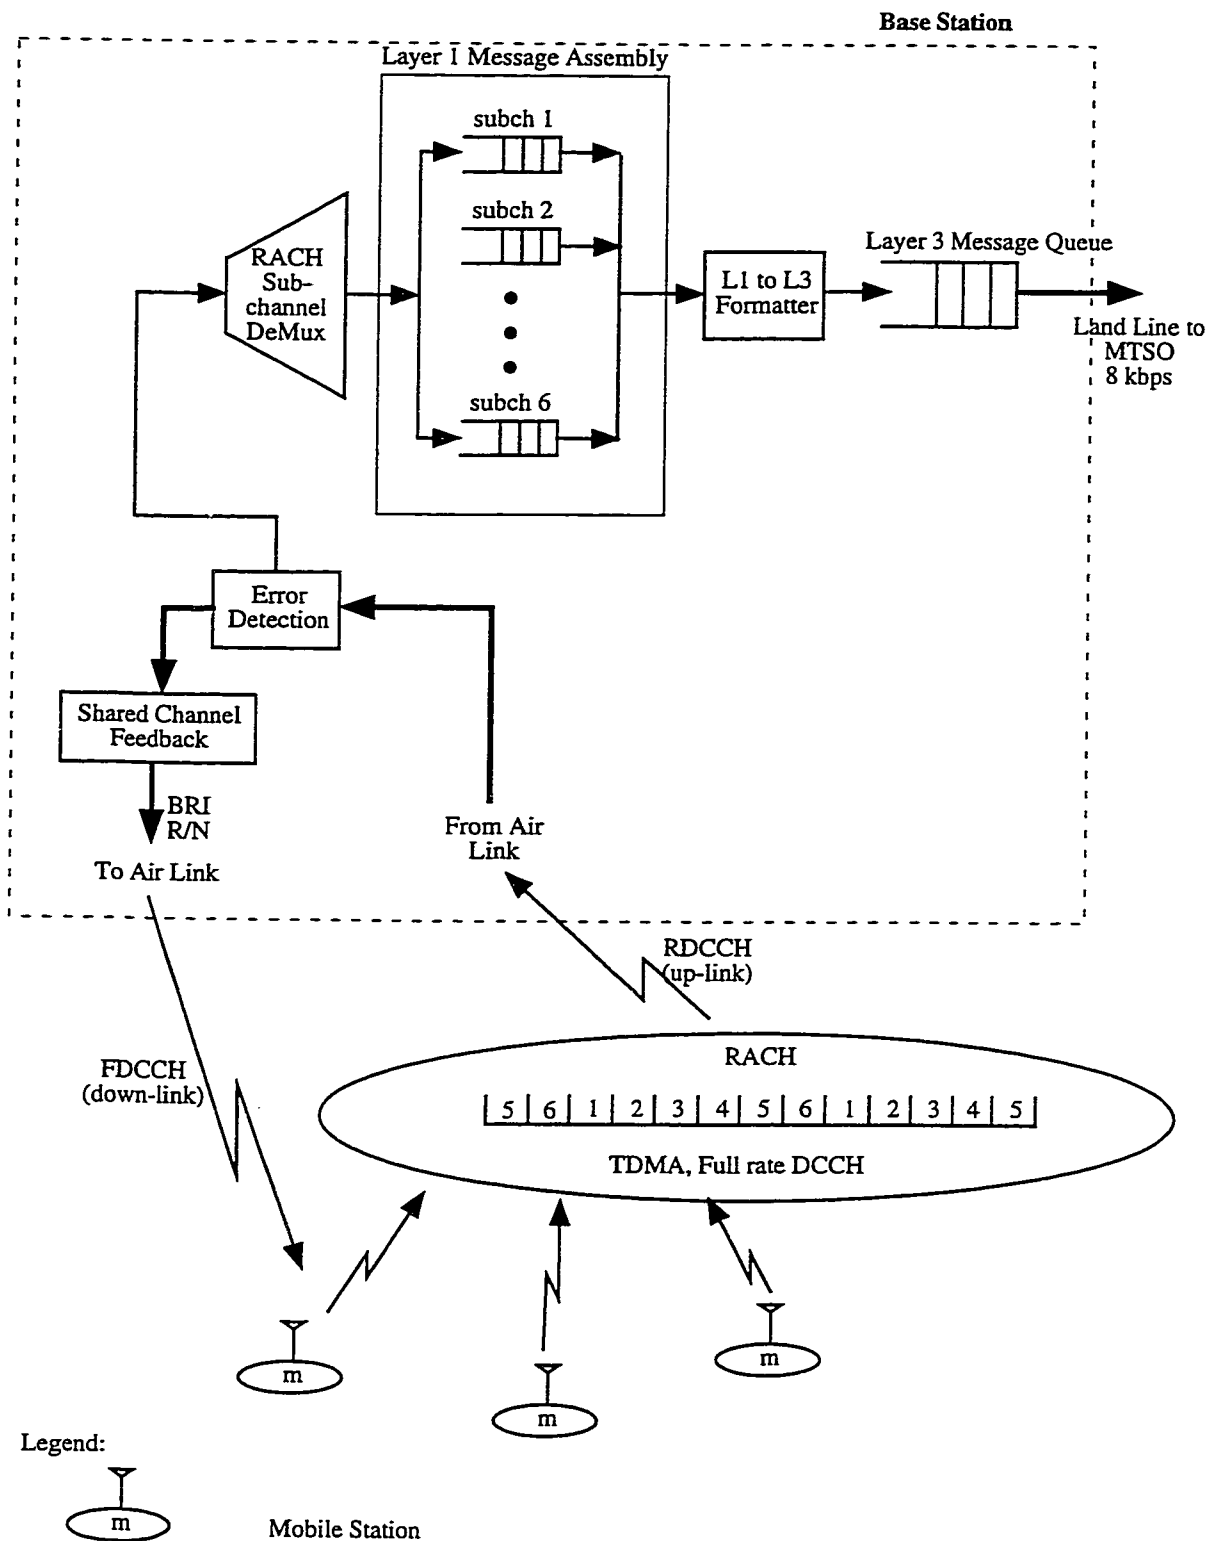 Base Station
Layer 1 Message Assembly
subch 1
subch 2
RACH
Sub-
channel
DeMux
L1 to L3
Formatter
Layer 3 Message Queue
Land Line to
MTSO
8 kbps
subch 6
Error
Detection
Shared Channel
Feedback
BRI
R/N
To Air Link
From Air
Link
RDCCH
(up-link)
FDCCH
(down-link)
RACH
5 6 1 2 3 4 5 6 1 2 3 4 5
TDMA, Full rate DCCH
m
m
m
Legend:
m
Mobile Station